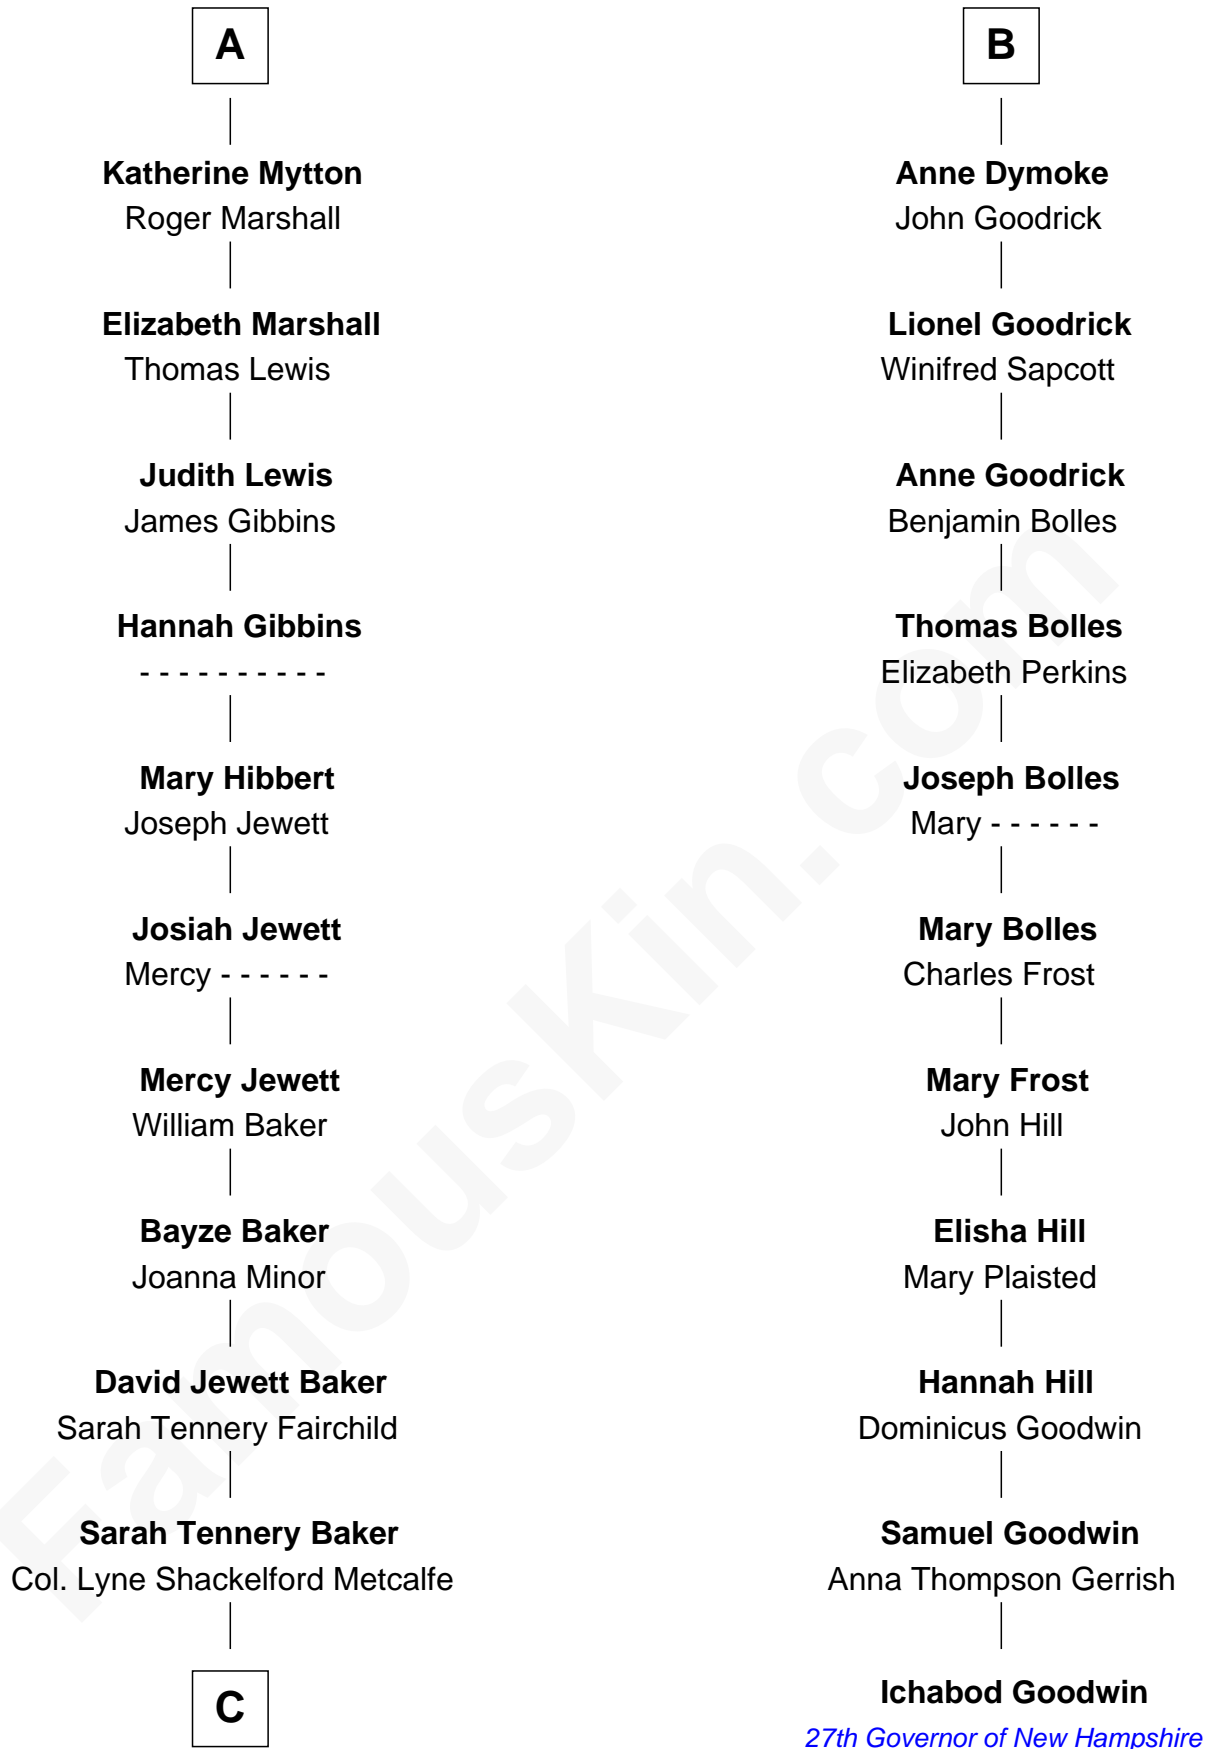 A
Katherine Mytton
Roger Marshall
Elizabeth Marshall
Thomas Lewis
Judith Lewis
James Gibbins
Hannah Gibbins
- - - - - - - - - -
Mary Hibbert
Joseph Jewett
Josiah Jewett
Mercy - - - - - -
Mercy Jewett
William Baker
Bayze Baker
Joanna Minor
David Jewett Baker
Sarah Tennery Fairchild
Sarah Tennery Baker
Col. Lyne Shackelford Metcalfe
C
B
Anne Dymoke
John Goodrick
Lionel Goodrick
Winifred Sapcott
Anne Goodrick
Benjamin Bolles
Thomas Bolles
Elizabeth Perkins
Joseph Bolles
Mary - - - - - -
Mary Bolles
Charles Frost
Mary Frost
John Hill
Elisha Hill
Mary Plaisted
Hannah Hill
Dominicus Goodwin
Samuel Goodwin
Anna Thompson Gerrish
Ichabod Goodwin
27th Governor of New Hampshire
FamousKin.com